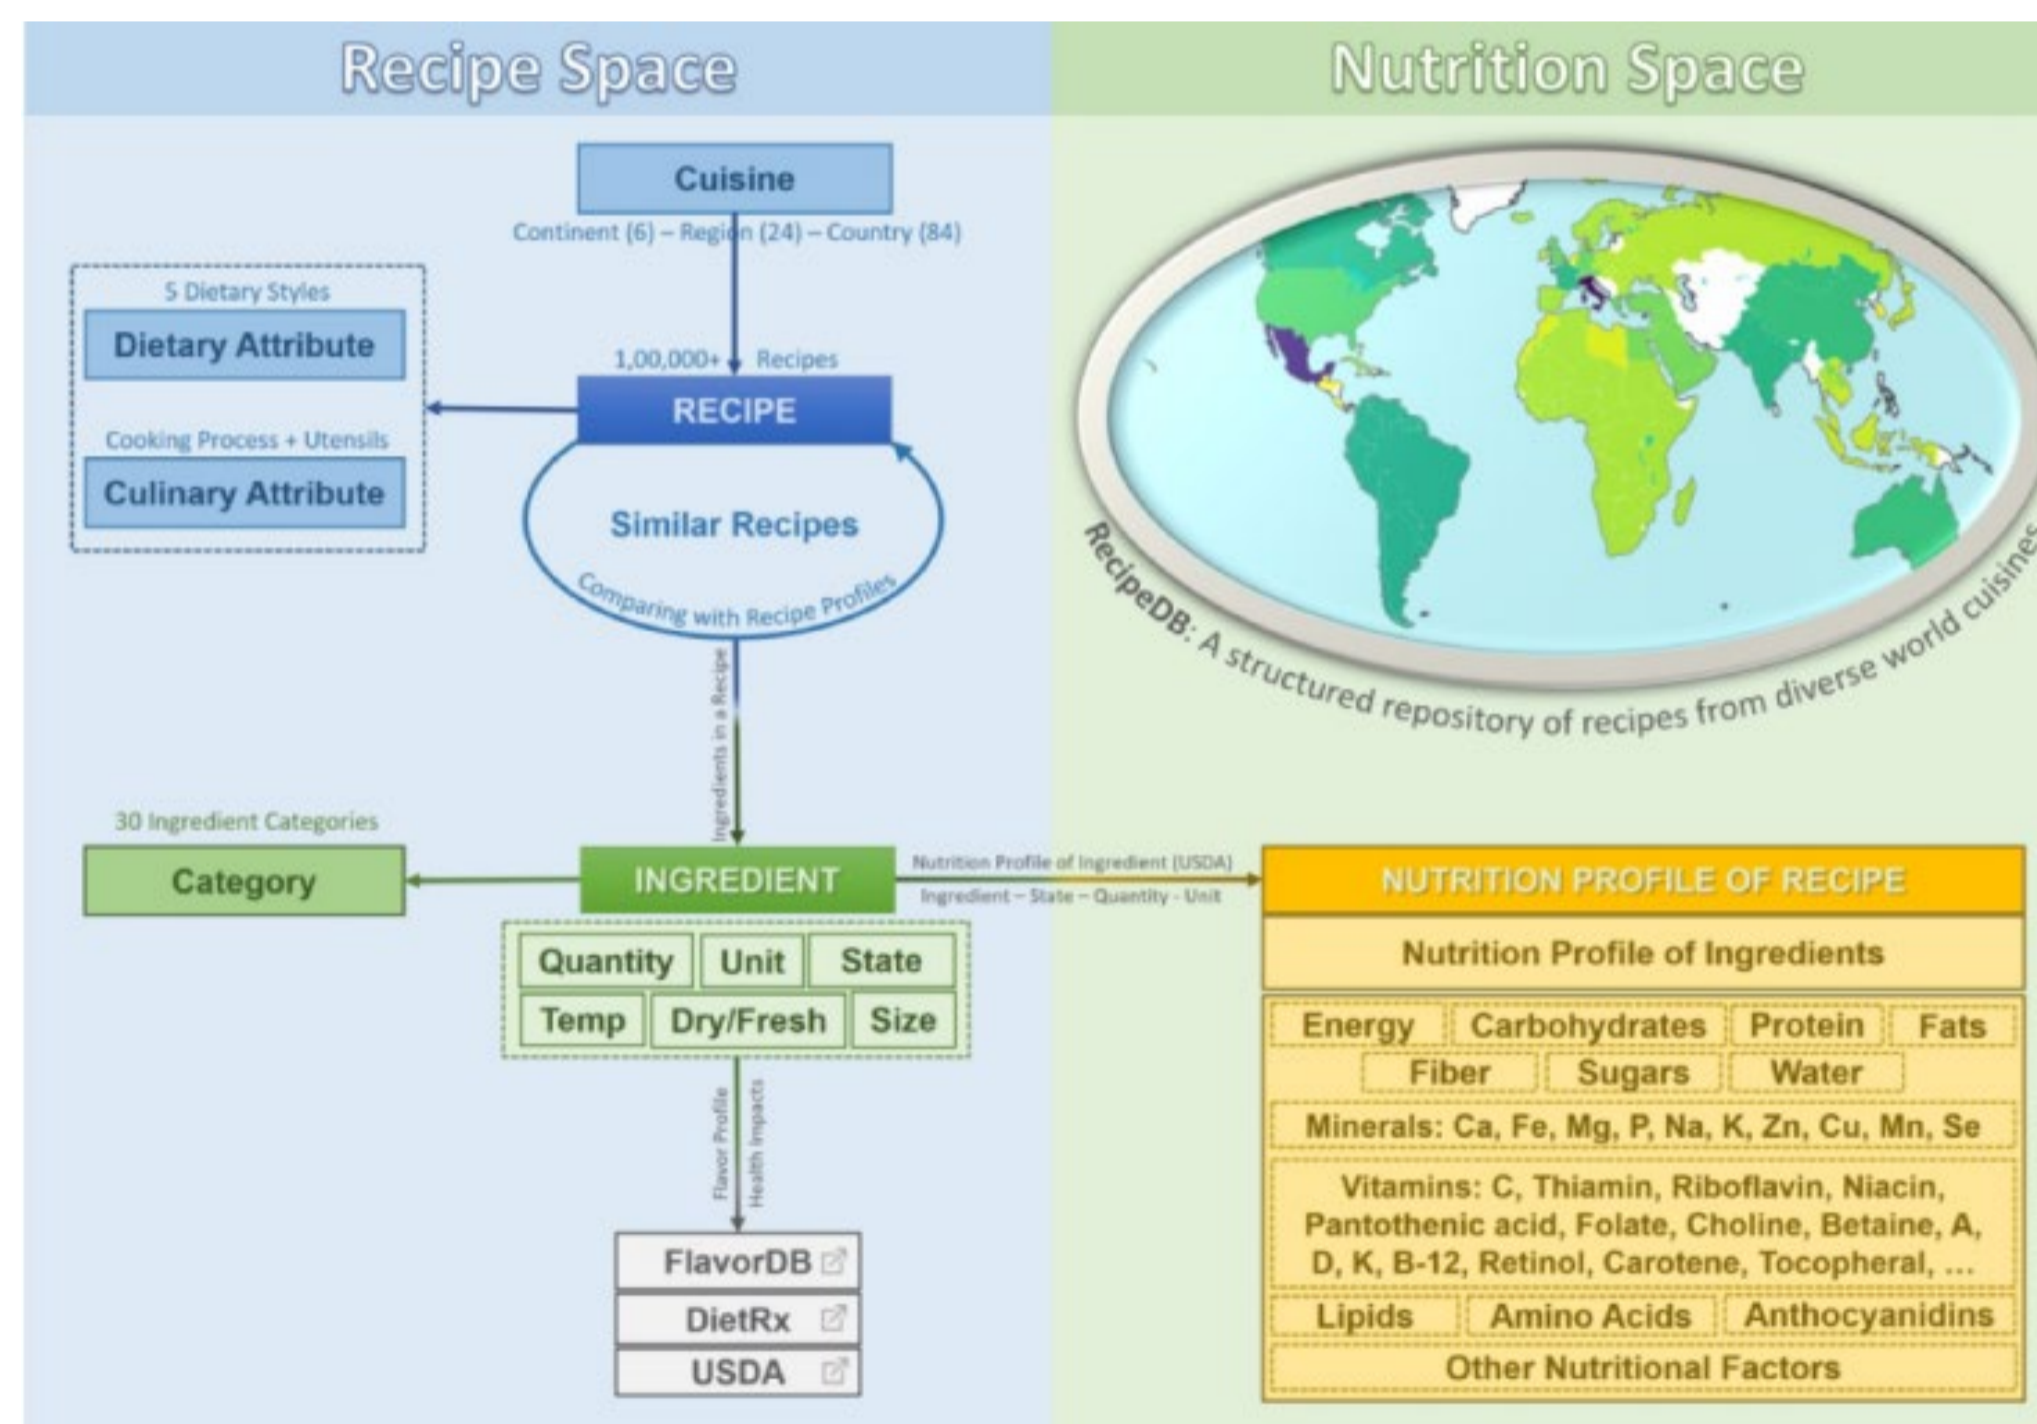 Recipe Space
Cuisine
Continent (6) – Region (24) – Country (84)
5 Dietary Styles
Dietary Attribute
Cooking Process + Utensils
Culinary Attribute
1,00,000+ Recipes
RECIPE
Similar Recipes
Comparing with Recipe Profiles
Ingredients in a Recipe
30 Ingredient Categories
Category
INGREDIENT
Quantity Unit State
Temp Dry/Fresh Size
Flavor Profile
Health Impacts
FlavorDB
DietRx
USDA
Nutrition Profile of Ingredient (USDA)
Ingredient – State – Quantity - Unit
Nutrition Space
RecipeDB: A structured repository of recipes from diverse world cuisines
NUTRITION PROFILE OF RECIPE
Nutrition Profile of Ingredients
Energy Carbohydrates Protein Fats
Fiber Sugars Water
Minerals: Ca, Fe, Mg, P, Na, K, Zn, Cu, Mn, Se
Vitamins: C, Thiamin, Riboflavin, Niacin,
Pantothenic acid, Folate, Choline, Betaine, A,
D, K, B-12, Retinol, Carotene, Tocopheral, ...
Lipids Amino Acids Anthocyanidins
Other Nutritional Factors